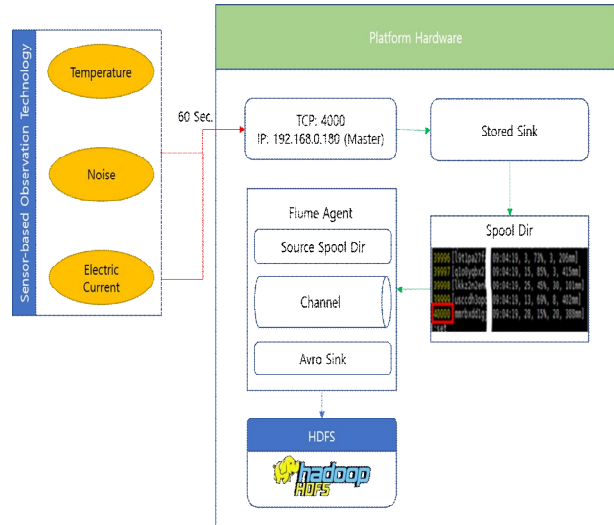 Sensor-based Observation Technology
Temperature
Noise
Electric
Current
60 Sec.
Platform Hardware
TCP: 4000
IP: 192.168.0.180 (Master)
Stored Sink
Flume Agent
Source Spool Dir
Channel
Avro Sink
Spool Dir
39996 09:04:19, 3, 73%, 3, 206mm]
39997 09:04:19, 15, 85%, 3, 415mm]
39998 09:04:19, 25, 45%, 30, 101mm]
39999 09:04:19, 13, 69%, 8, 402mm]
40000 09:04:19, 28, 15%, 20, 388mm]
:set
HDFS
hadoop
HDFS